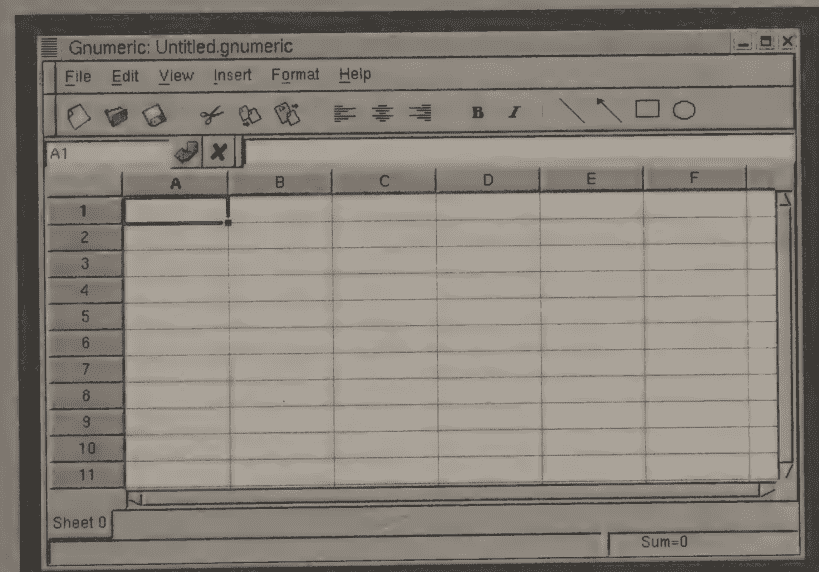 Gnumeric: Untitled.gnumeric
File Edit View Insert Format Help
B I
A1
A B C D E F
1
2
3
4
5
6
7
8
9
10
11
Sheet 0
Sum=0